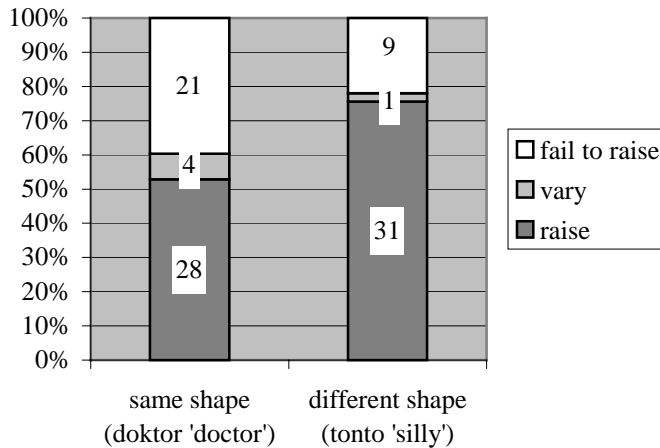 100%
90%
80%
70%
60%
50%
40%
30%
20%
10%
0%
21
4
28
9
1
31
same shape
(doktor 'doctor')
different shape
(tonto 'silly')
fail to raise
vary
raise